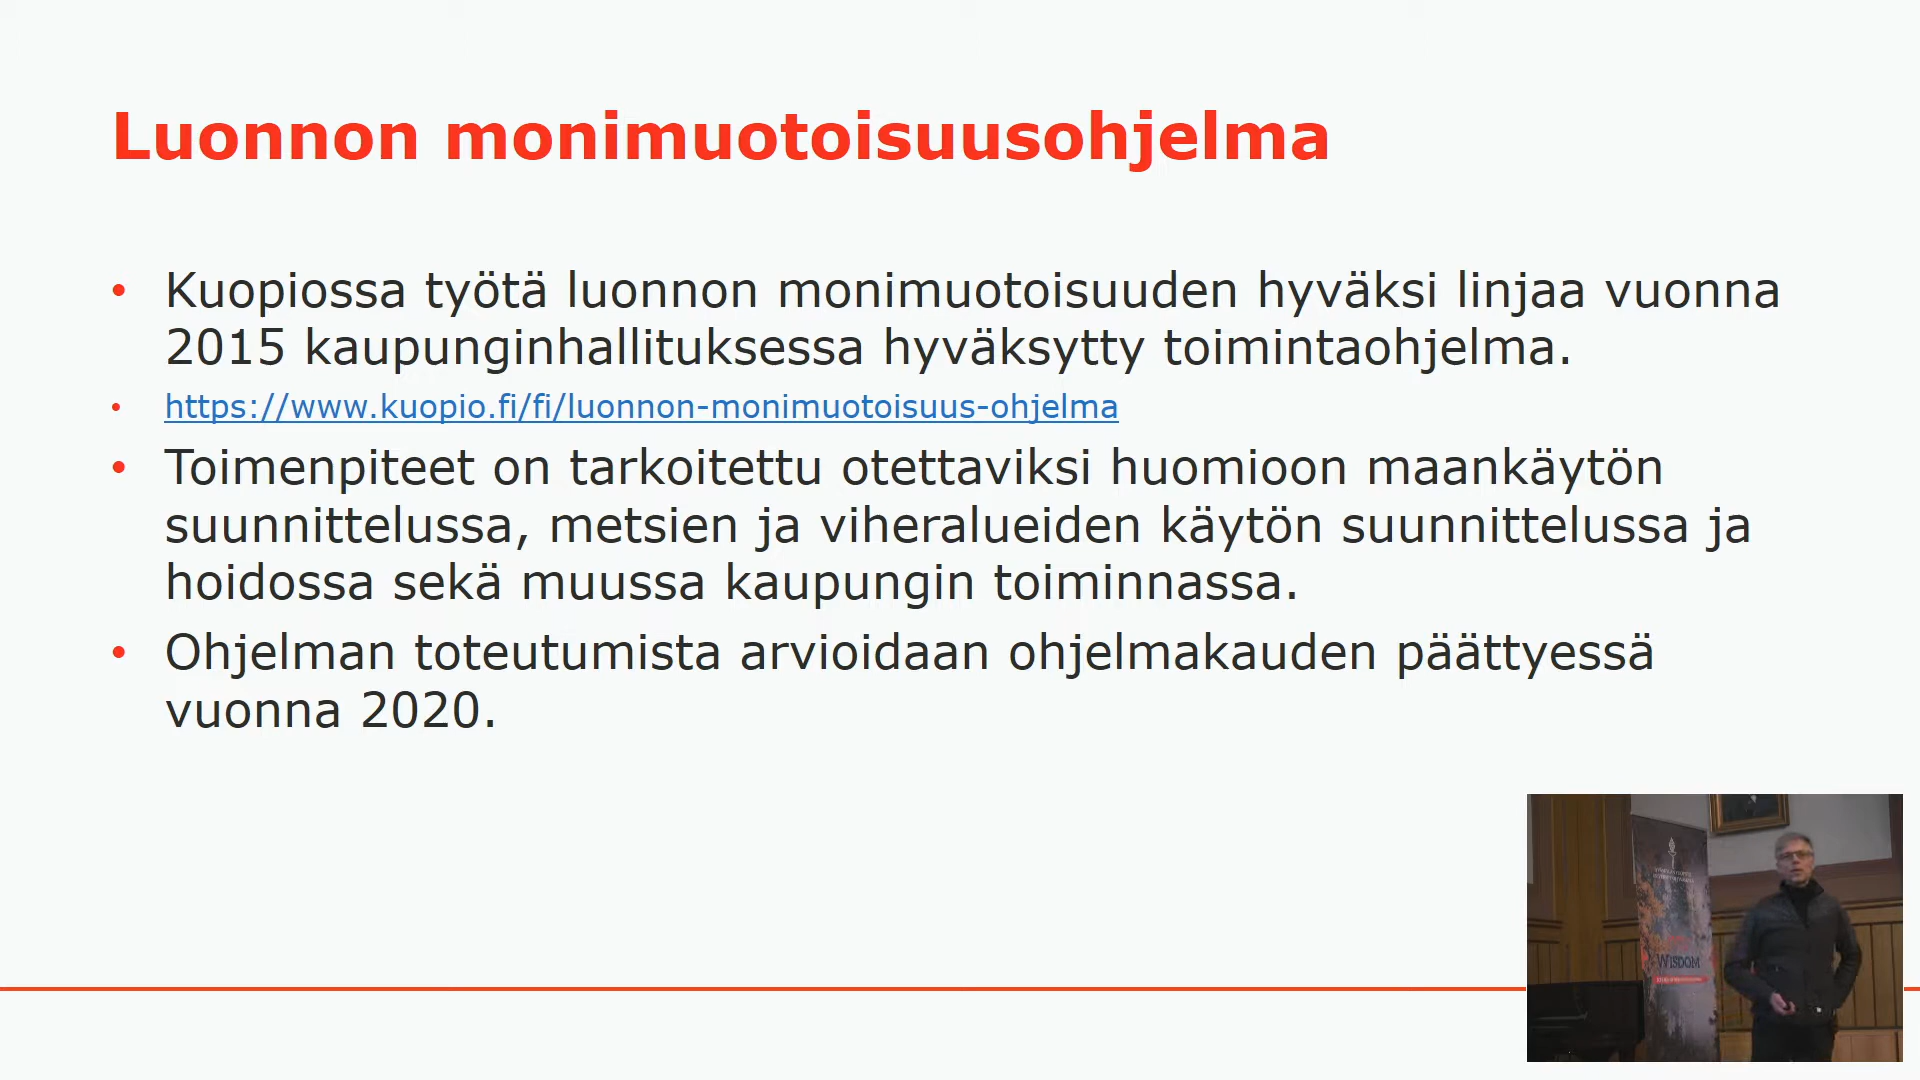 Luonnon monimuotoisuusohjelma
• Kuopiossa työtä luonnon monimuotoisuuden hyväksi linjaa vuonna
2015 kaupunginhallituksessa hyväksytty toimintaohjelma.
• https://www.kuopio.fi/fi/luonnon-monimuotoisuus-ohjelma
• Toimenpiteet on tarkoitettu otettaviksi huomioon maankäytön
suunnittelussa, metsien ja viheralueiden käytön suunnittelussa ja
hoidossa sekä muussa kaupungin toiminnassa.
• Ohjelman toteutumista arvioidaan ohjelmakauden päättyessä
vuonna 2020.
WISDOM